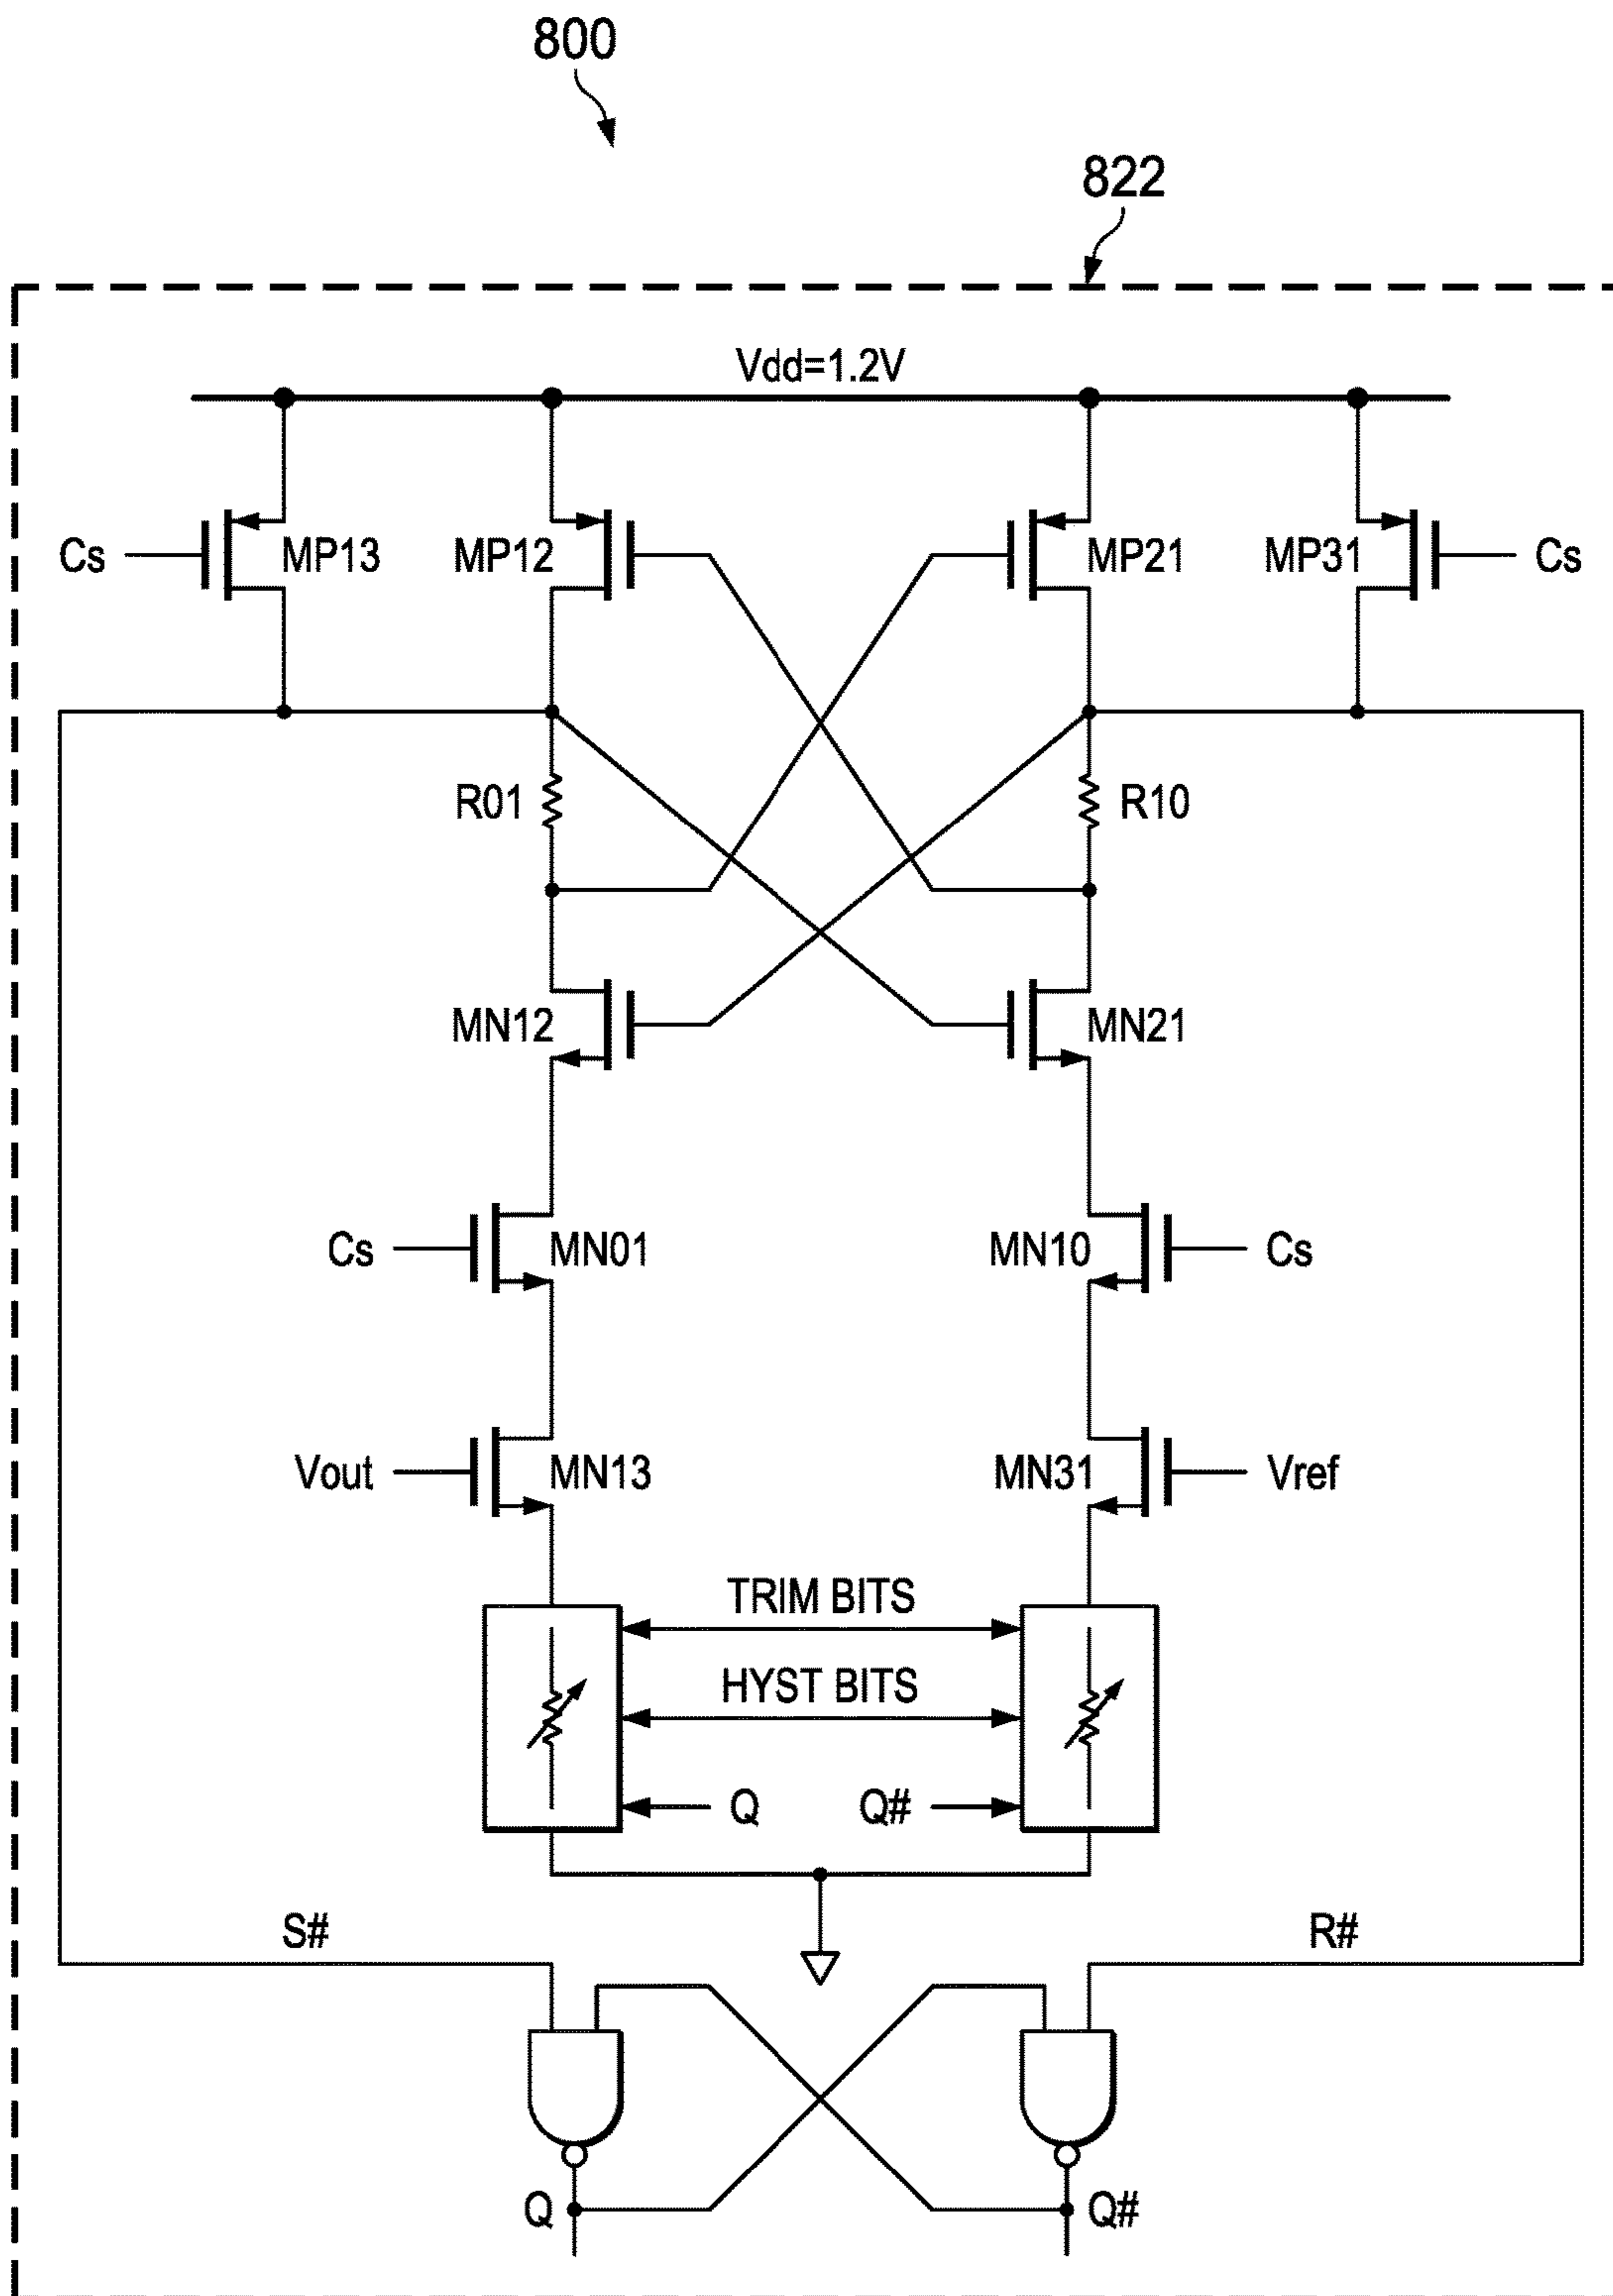 800
822
Vdd=1.2V
Cs MP13 MP12 MP21 MP31 Cs
R01 R10
MN12 MN21
Cs MN01 MN10 Cs
Vout MN13 MN31 Vref
TRIM BITS
HYST BITS
Q Q#
S# R#
Q Q#